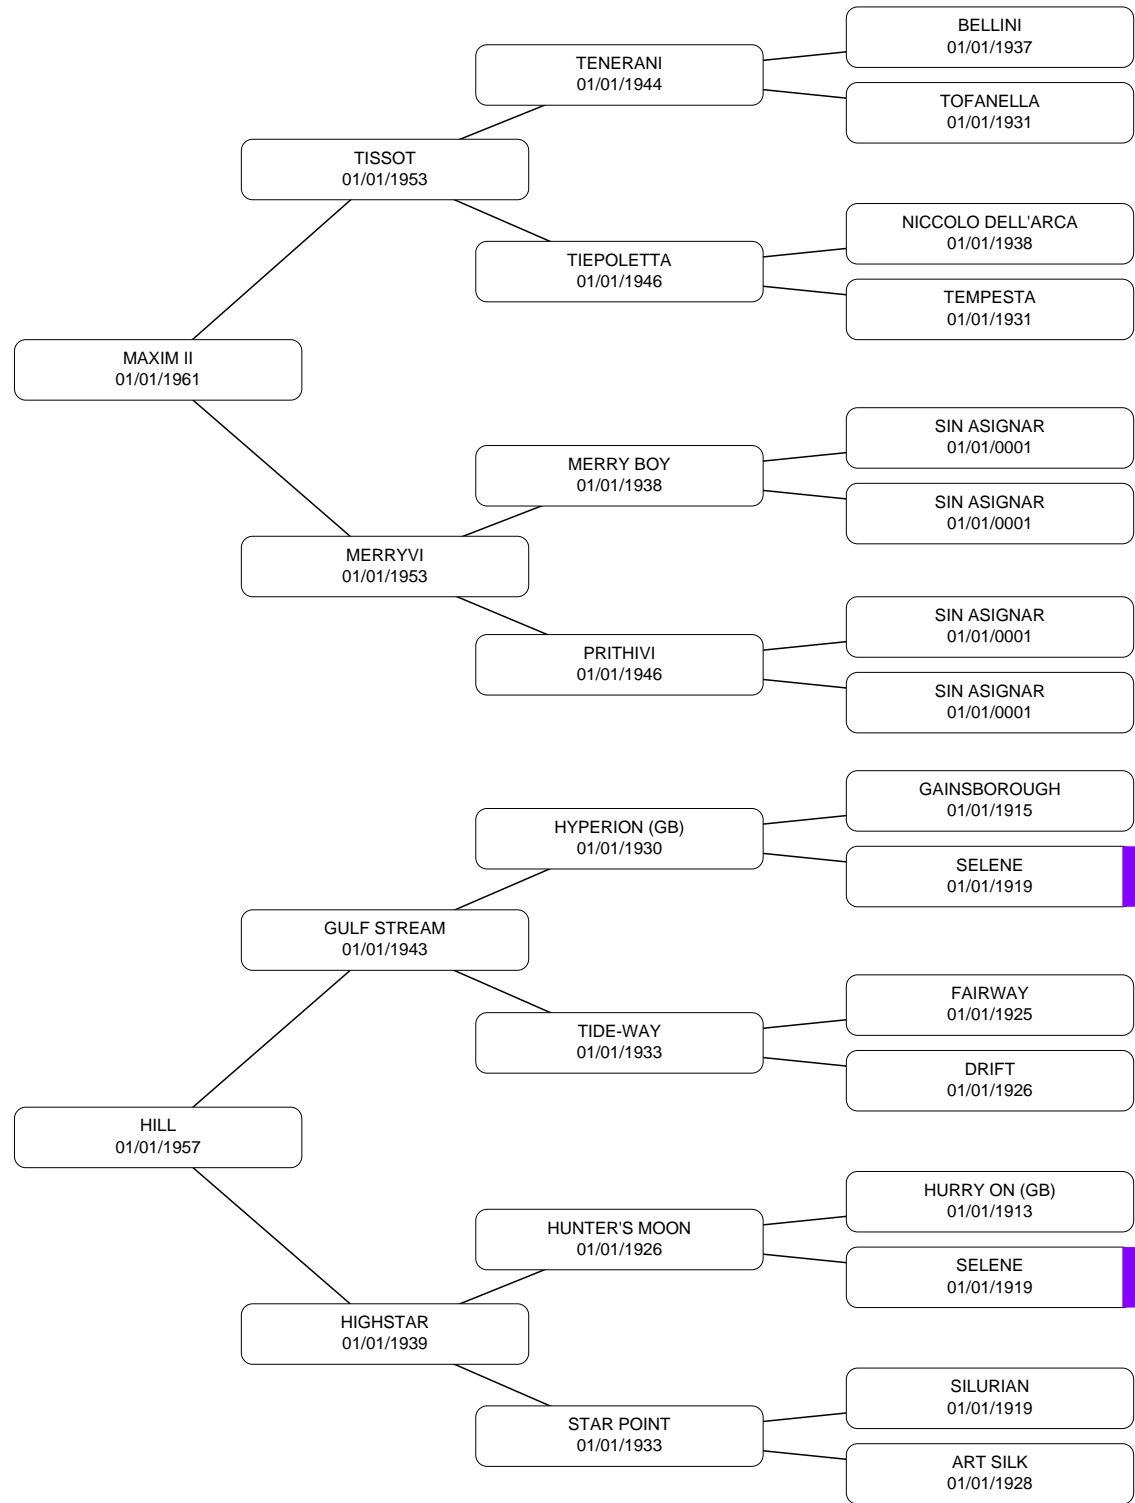 BELLINI
01/01/1937
TENERANI
01/01/1944
TOFANELLA
01/01/1931
TISSOT
01/01/1953
NICCOLO DELL'ARCA
01/01/1938
TIEPOLETTA
01/01/1946
TEMPESTA
01/01/1931
MAXIM II
01/01/1961
SIN ASIGNAR
01/01/0001
MERRY BOY
01/01/1938
SIN ASIGNAR
01/01/0001
MERRYVI
01/01/1953
SIN ASIGNAR
01/01/0001
PRITHIVI
01/01/1946
SIN ASIGNAR
01/01/0001
GAINSBOROUGH
01/01/1915
HYPERION (GB)
01/01/1930
SELENE
01/01/1919
GULF STREAM
01/01/1943
FAIRWAY
01/01/1925
TIDE-WAY
01/01/1933
DRIFT
01/01/1926
HILL
01/01/1957
HURRY ON (GB)
01/01/1913
HUNTER'S MOON
01/01/1926
SELENE
01/01/1919
HIGHSTAR
01/01/1939
SILURIAN
01/01/1919
STAR POINT
01/01/1933
ART SILK
01/01/1928